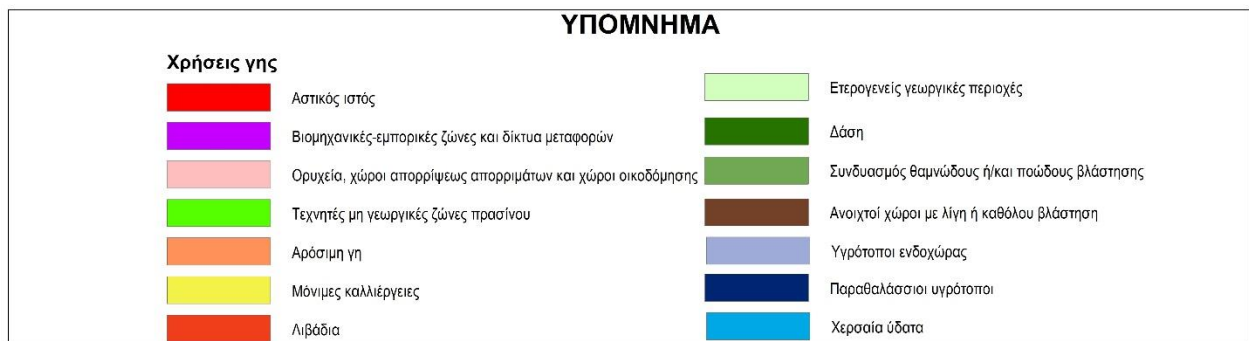 ΥΠΟΜΝΗΜΑ
Χρήσεις γης
Αστικός ιστός
Βιομηχανικές-εμπορικές ζώνες και δίκτυα μεταφορών
Ορυχεία, χώροι απορρίψεως απορριμάτων και χώροι οικοδόμησης
Τεχνητές μη γεωργικές ζώνες πρασίνου
Αρόσιμη γη
Μόνιμες καλλιέργειες
Λιβάδια
Ετερογενείς γεωργικές περιοχές
Δάση
Συνδυασμός θαμνώδους ή/και ποώδους βλάστησης
Ανοιχτοί χώροι με λίγη ή καθόλου βλάστηση
Υγρότοποι ενδοχώρας
Παραθαλάσσιοι υγρότοποι
Χερσαία ύδατα